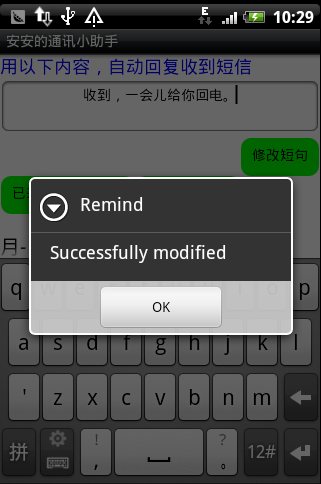 E 10:29
安安的通讯小助手
用以下内容，自动回复收到短信
收到，一会儿给你回电。
修改短句
已
月-
Remind
Successfully modified
OK
q w e r t y u i o p
a s d f g h j k l
' z x c v b n m
拼 ! , ? 。 12#